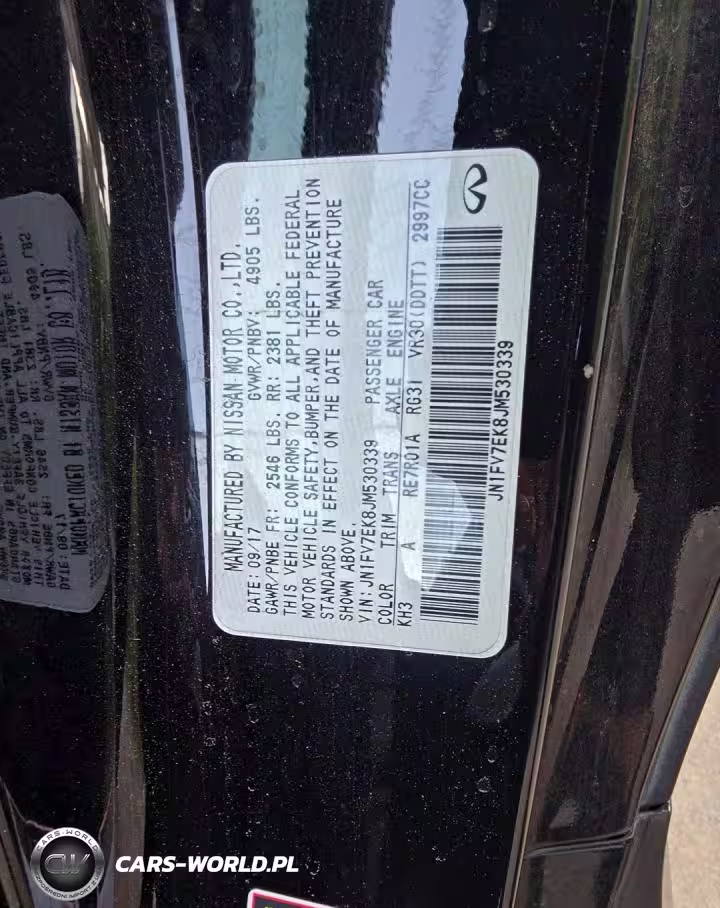 MANUFACTURED BY NISSAN MOTOR CO.,LTD.
DATE: 09/17 GVWR/PNBV: 4905 LBS.
GAWR/PNBE FR: 2546 LBS. RR: 2381 LBS.
THIS VEHICLE CONFORMS TO ALL APPLICABLE FEDERAL
MOTOR VEHICLE SAFETY,BUMPER,AND THEFT PREVENTION
STANDARDS IN EFFECT ON THE DATE OF MANUFACTURE
SHOWN ABOVE.
VIN:JN1FV7EK8JM530339 PASSENGER CAR
COLOR TRIM TRANS AXLE ENGINE
KH3 A RE7R01A RG31 VR30(DDTT) 2997CC
JN1FV7EK8JM530339
CARS-WORLD
CW
CARS-WORLD.PL